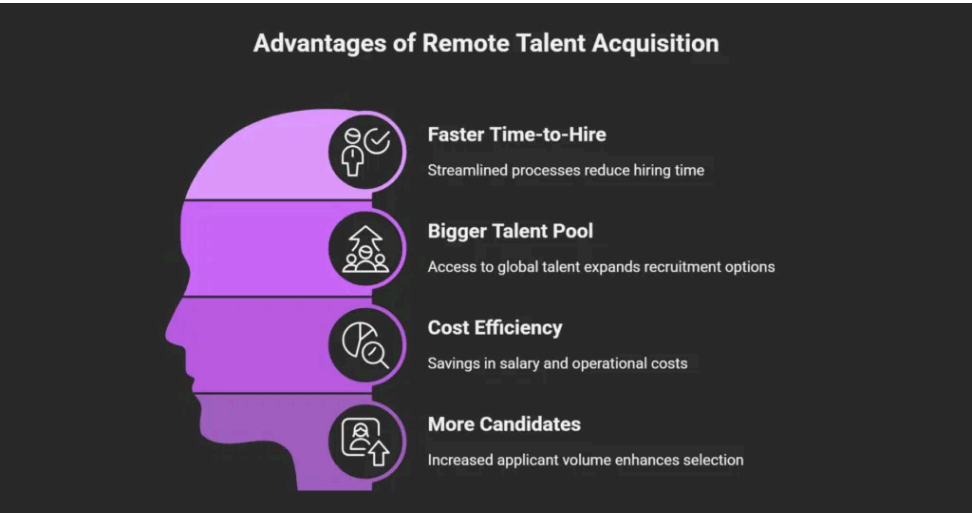 Advantages of Remote Talent Acquisition
Faster Time-to-Hire
Streamlined processes reduce hiring time
Bigger Talent Pool
Access to global talent expands recruitment options
Cost Efficiency
Savings in salary and operational costs
More Candidates
Increased applicant volume enhances selection